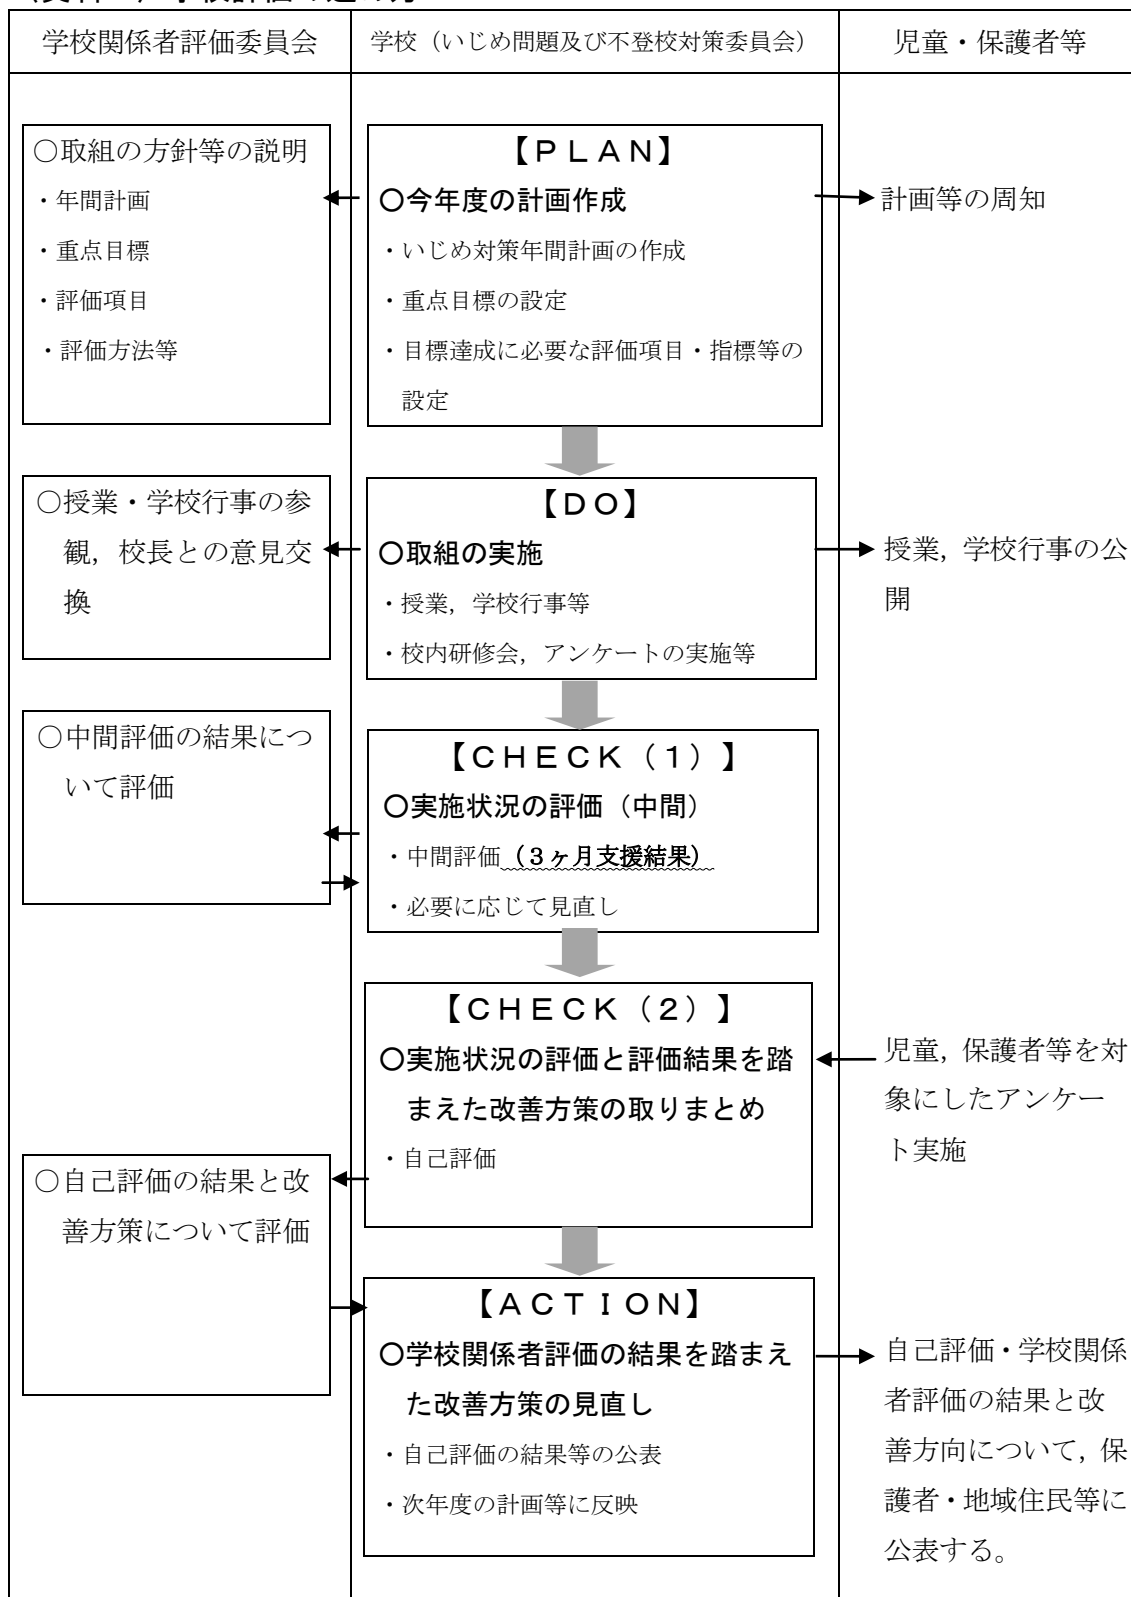 学校関係者評価委員会
学校（いじめ問題及び不登校対策委員会）
児童・保護者等
○取組の方針等の説明
・年間計画
・重点目標
・評価項目
・評価方法等
【ＰＬＡＮ】
○今年度の計画作成
・いじめ対策年間計画の作成
・重点目標の設定
・目標達成に必要な評価項目・指標等の
設定
計画等の周知
○授業・学校行事の参
観，校長との意見交
換
【ＤＯ】
○取組の実施
・授業，学校行事等
・校内研修会，アンケートの実施等
授業，学校行事の公
開
○中間評価の結果につ
いて評価
【ＣＨＥＣＫ（１）】
○実施状況の評価（中間）
・中間評価（３ヶ月支援結果）
・必要に応じて見直し
【ＣＨＥＣＫ（２）】
○実施状況の評価と評価結果を踏
まえた改善方策の取りまとめ
・自己評価
児童，保護者等を対
象にしたアンケー
ト実施
○自己評価の結果と改
善方策について評価
【ＡＣＴＩＯＮ】
○学校関係者評価の結果を踏まえ
た改善方策の見直し
・自己評価の結果等の公表
・次年度の計画等に反映
自己評価・学校関係
者評価の結果と改
善方向について，保
護者・地域住民等に
公表する。